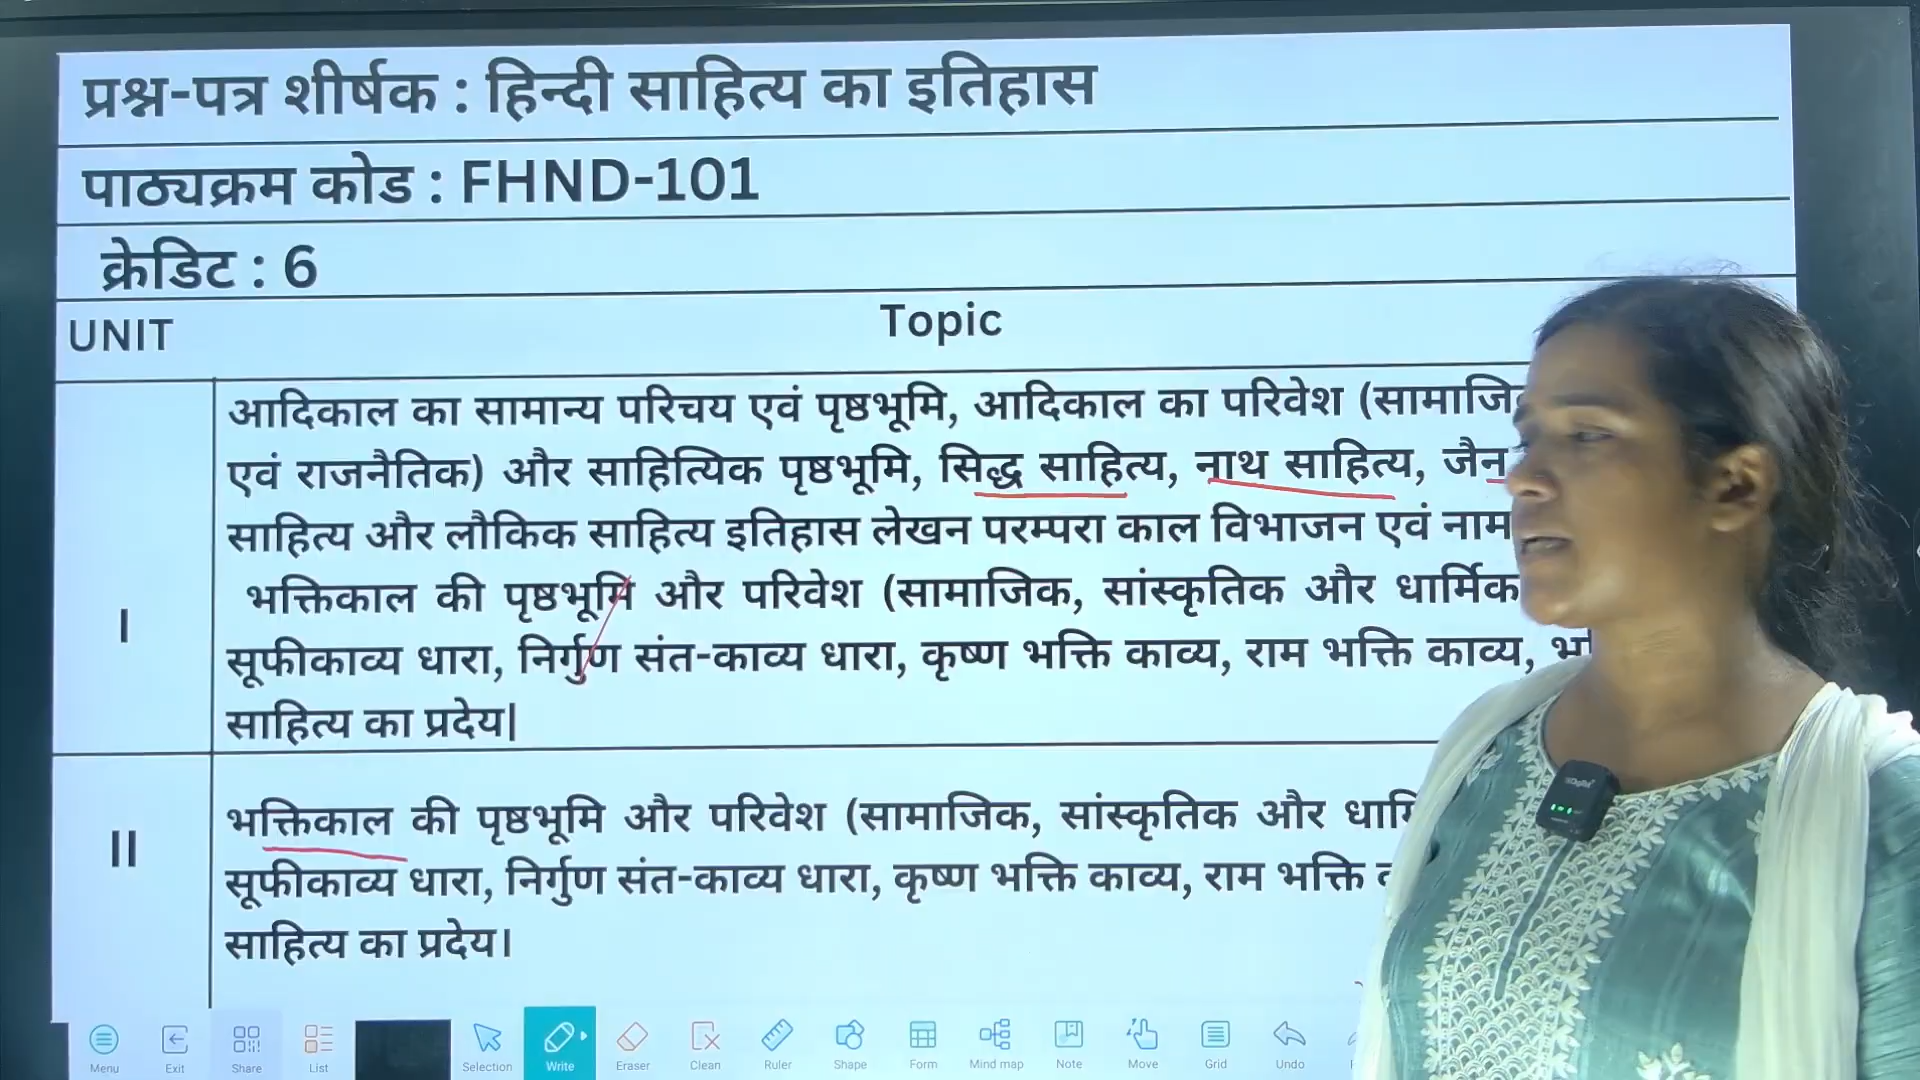 प्रश्न-पत्र शीर्षक : हिन्दी साहित्य का इतिहास
पाठ्यक्रम कोड : FHND-101
क्रेडिट : 6
UNIT Topic
आदिकाल का सामान्य परिचय एवं पृष्ठभूमि, आदिकाल का परिवेश
एवं राजनैतिक) और साहित्यिक पृष्ठभूमि, सिद्ध साहित्य, नाथ साहित्य, जैन
साहित्य और लौकिक साहित्य इतिहास लेखन परम्परा काल विभाजन एवं
भक्तिकाल की पृष्ठभूमि और परिवेश (सामाजिक, सांस्कृतिक और धार्मिक
I
सूफीकाव्य धारा, निर्गुण संत-काव्य धारा, कृष्ण भक्ति काव्य, राम भक्ति काव्य,
साहित्य का प्रदेय|
II
भक्तिकाल की पृष्ठभूमि और परिवेश (सामाजिक, सांस्कृतिक और
सूफीकाव्य धारा, निर्गुण संत-काव्य धारा, कृष्ण भक्ति काव्य, राम भक्ति
साहित्य का प्रदेय।
Menu Exit Share List Selection Write Eraser Clean Ruler Shape Form Mind map Note Move Grid Undo